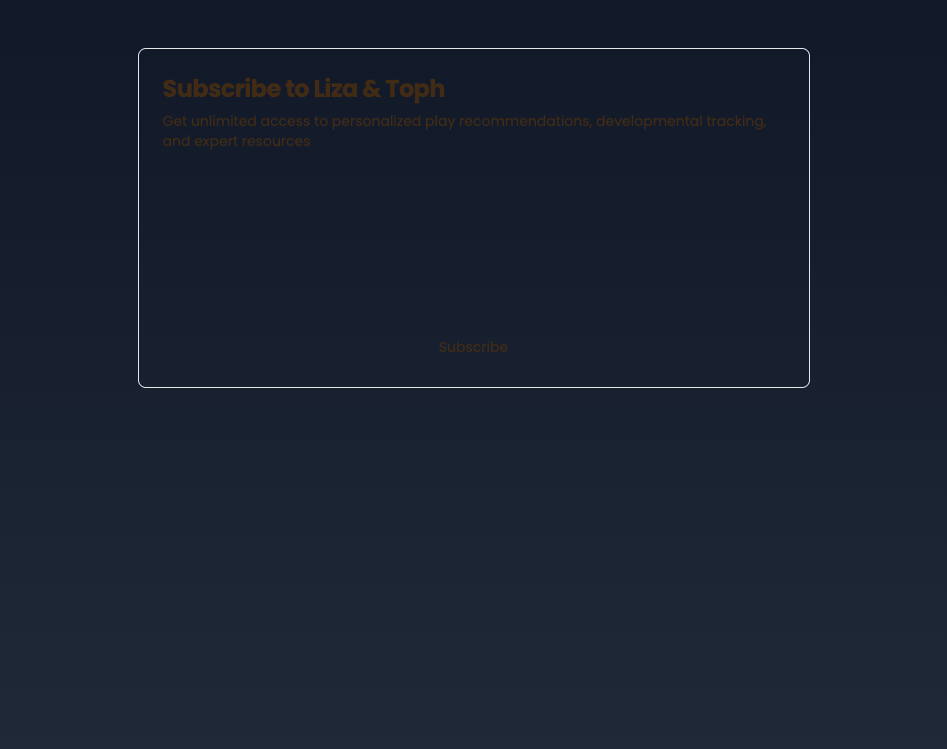 Subscribe to Liza & Toph
Get unlimited access to personalized play recommendations, developmental tracking,
and expert resources
Subscribe